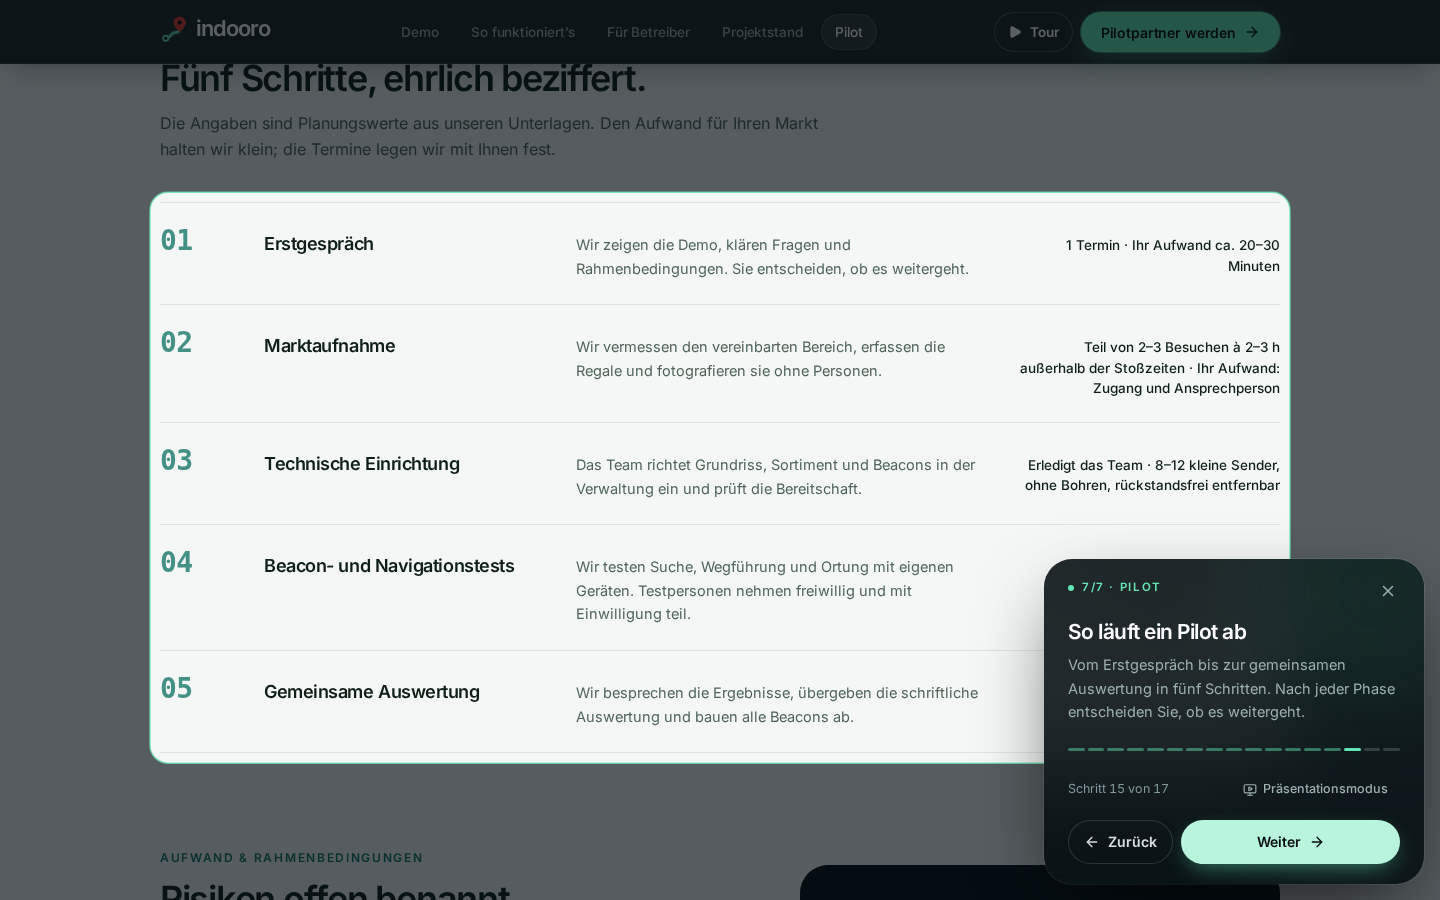 indooro
Demo
So funktioniert's
Für Betreiber
Projektstand
Pilot
Tour
Pilotpartner werden
Fünf Schritte, ehrlich beziffert.
Die Angaben sind Planungswerte aus unseren Unterlagen. Den Aufwand für Ihren Markt
halten wir klein; die Termine legen wir mit Ihnen fest.
01
Erstgespräch
Wir zeigen die Demo, klären Fragen und
Rahmenbedingungen. Sie entscheiden, ob es weitergeht.
1 Termin · Ihr Aufwand ca. 20–30
Minuten
02
Marktaufnahme
Wir vermessen den vereinbarten Bereich, erfassen die
Regale und fotografieren sie ohne Personen.
Teil von 2–3 Besuchen à 2–3 h
außerhalb der Stoßzeiten · Ihr Aufwand:
Zugang und Ansprechperson
03
Technische Einrichtung
Das Team richtet Grundriss, Sortiment und Beacons in der
Verwaltung ein und prüft die Bereitschaft.
Erledigt das Team · 8–12 kleine Sender,
ohne Bohren, rückstandsfrei entfernbar
04
Beacon- und Navigationstests
Wir testen Suche, Wegführung und Ortung mit eigenen
Geräten. Testpersonen nehmen freiwillig und mit
Einwilligung teil.
05
Gemeinsame Auswertung
Wir besprechen die Ergebnisse, übergeben die schriftliche
Auswertung und bauen alle Beacons ab.
7/7 · PILOT
So läuft ein Pilot ab
Vom Erstgespräch bis zur gemeinsamen
Auswertung in fünf Schritten. Nach jeder Phase
entscheiden Sie, ob es weitergeht.
Schritt 15 von 17
Präsentationsmodus
Zurück
Weiter
AUFWAND & RAHMENBEDINGUNGEN
Risiken offen benannt